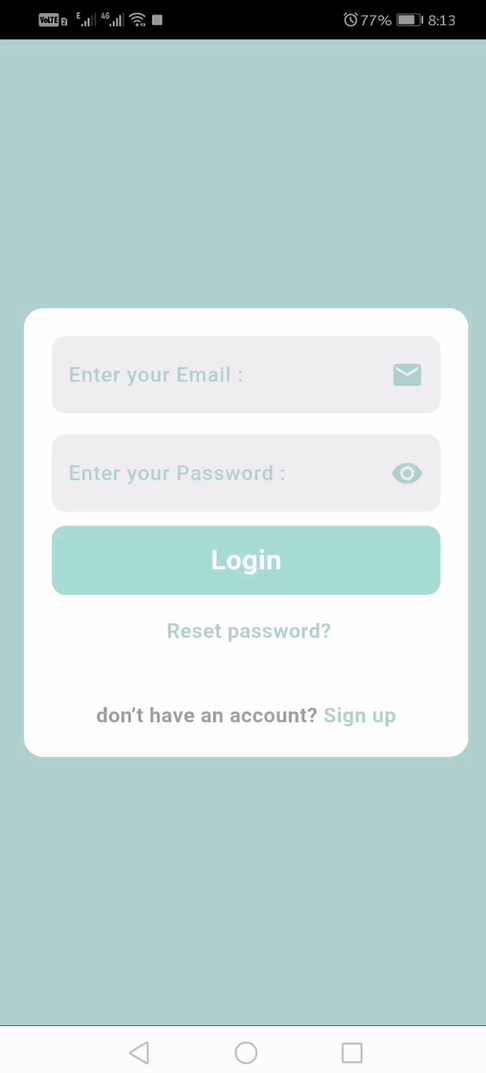 VoLTE 2 E 4G 77% 8:13
Enter your Email :
Enter your Password :
Login
Reset password?
don't have an account? Sign up